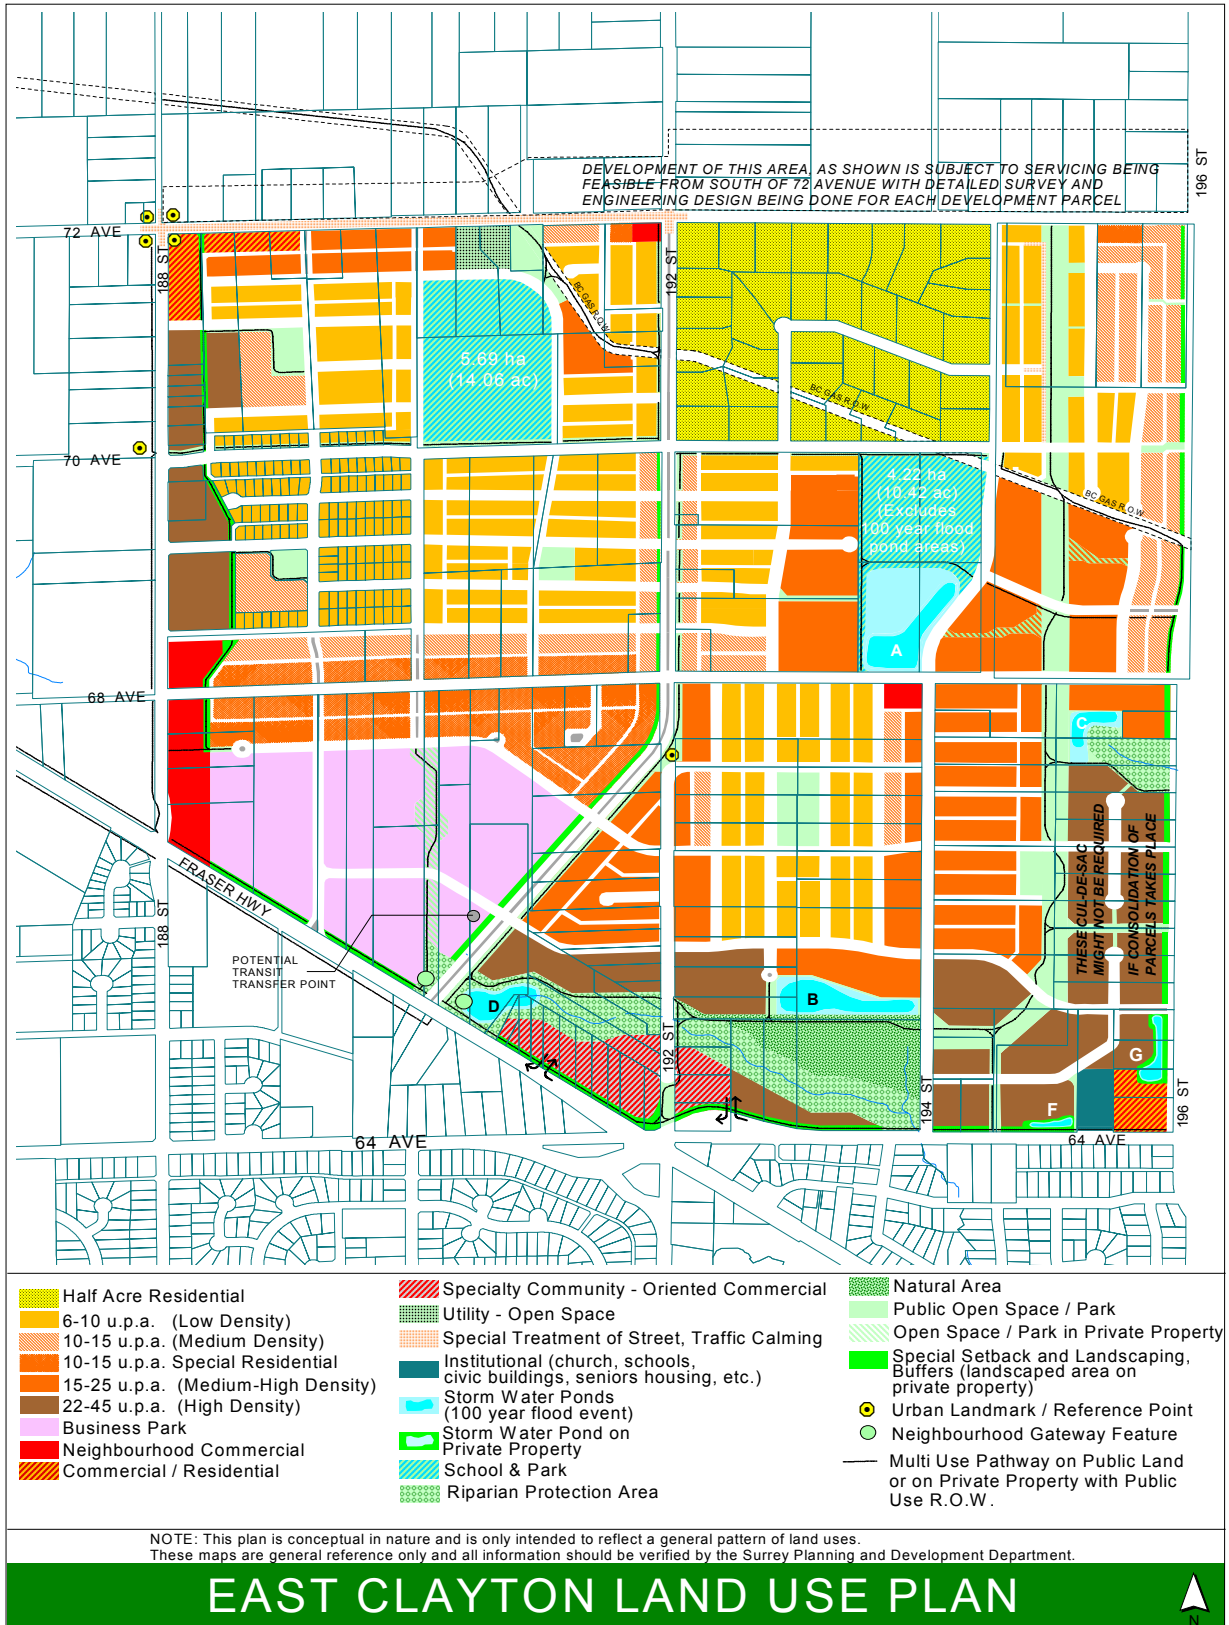 DEVELOPMENT OF THIS AREA, AS SHOWN IS SUBJECT TO SERVICING BEING
FEASIBLE FROM SOUTH OF 72 AVENUE WITH DETAILED SURVEY AND
ENGINEERING DESIGN BEING DONE FOR EACH DEVELOPMENT PARCEL
196 ST
72 AVE
188 ST
192 ST
BC GAS R.O.W.
5.69 ha
(14.06 ac)
BC GAS R.O.W.
70 AVE
4.22 ha
(10.42 ac)
(Excludes
100 year flood
pond areas)
BC GAS R.O.W.
A
68 AVE
C
THESE CUL-DE-SAC
MIGHT NOT BE REQUIRED
IF CONSOLIDATION OF
PARCELS TAKES PLACE
FRASER HWY
188 ST
POTENTIAL
TRANSIT
TRANSFER POINT
D
B
192 ST
G
194 ST
F
196 ST
64 AVE
64 AVE
Half Acre Residential
6-10 u.p.a. (Low Density)
10-15 u.p.a. (Medium Density)
10-15 u.p.a. Special Residential
15-25 u.p.a. (Medium-High Density)
22-45 u.p.a. (High Density)
Business Park
Neighbourhood Commercial
Commercial / Residential
Specialty Community - Oriented Commercial
Utility - Open Space
Special Treatment of Street, Traffic Calming
Institutional (church, schools,
civic buildings, seniors housing, etc.)
Storm Water Ponds
(100 year flood event)
Storm Water Pond on
Private Property
School & Park
Riparian Protection Area
Natural Area
Public Open Space / Park
Open Space / Park in Private Property
Special Setback and Landscaping,
Buffers (landscaped area on
private property)
Urban Landmark / Reference Point
Neighbourhood Gateway Feature
Multi Use Pathway on Public Land
or on Private Property with Public
Use R.O.W.
NOTE: This plan is conceptual in nature and is only intended to reflect a general pattern of land uses.
These maps are general reference only and all information should be verified by the Surrey Planning and Development Department.
EAST CLAYTON LAND USE PLAN
N